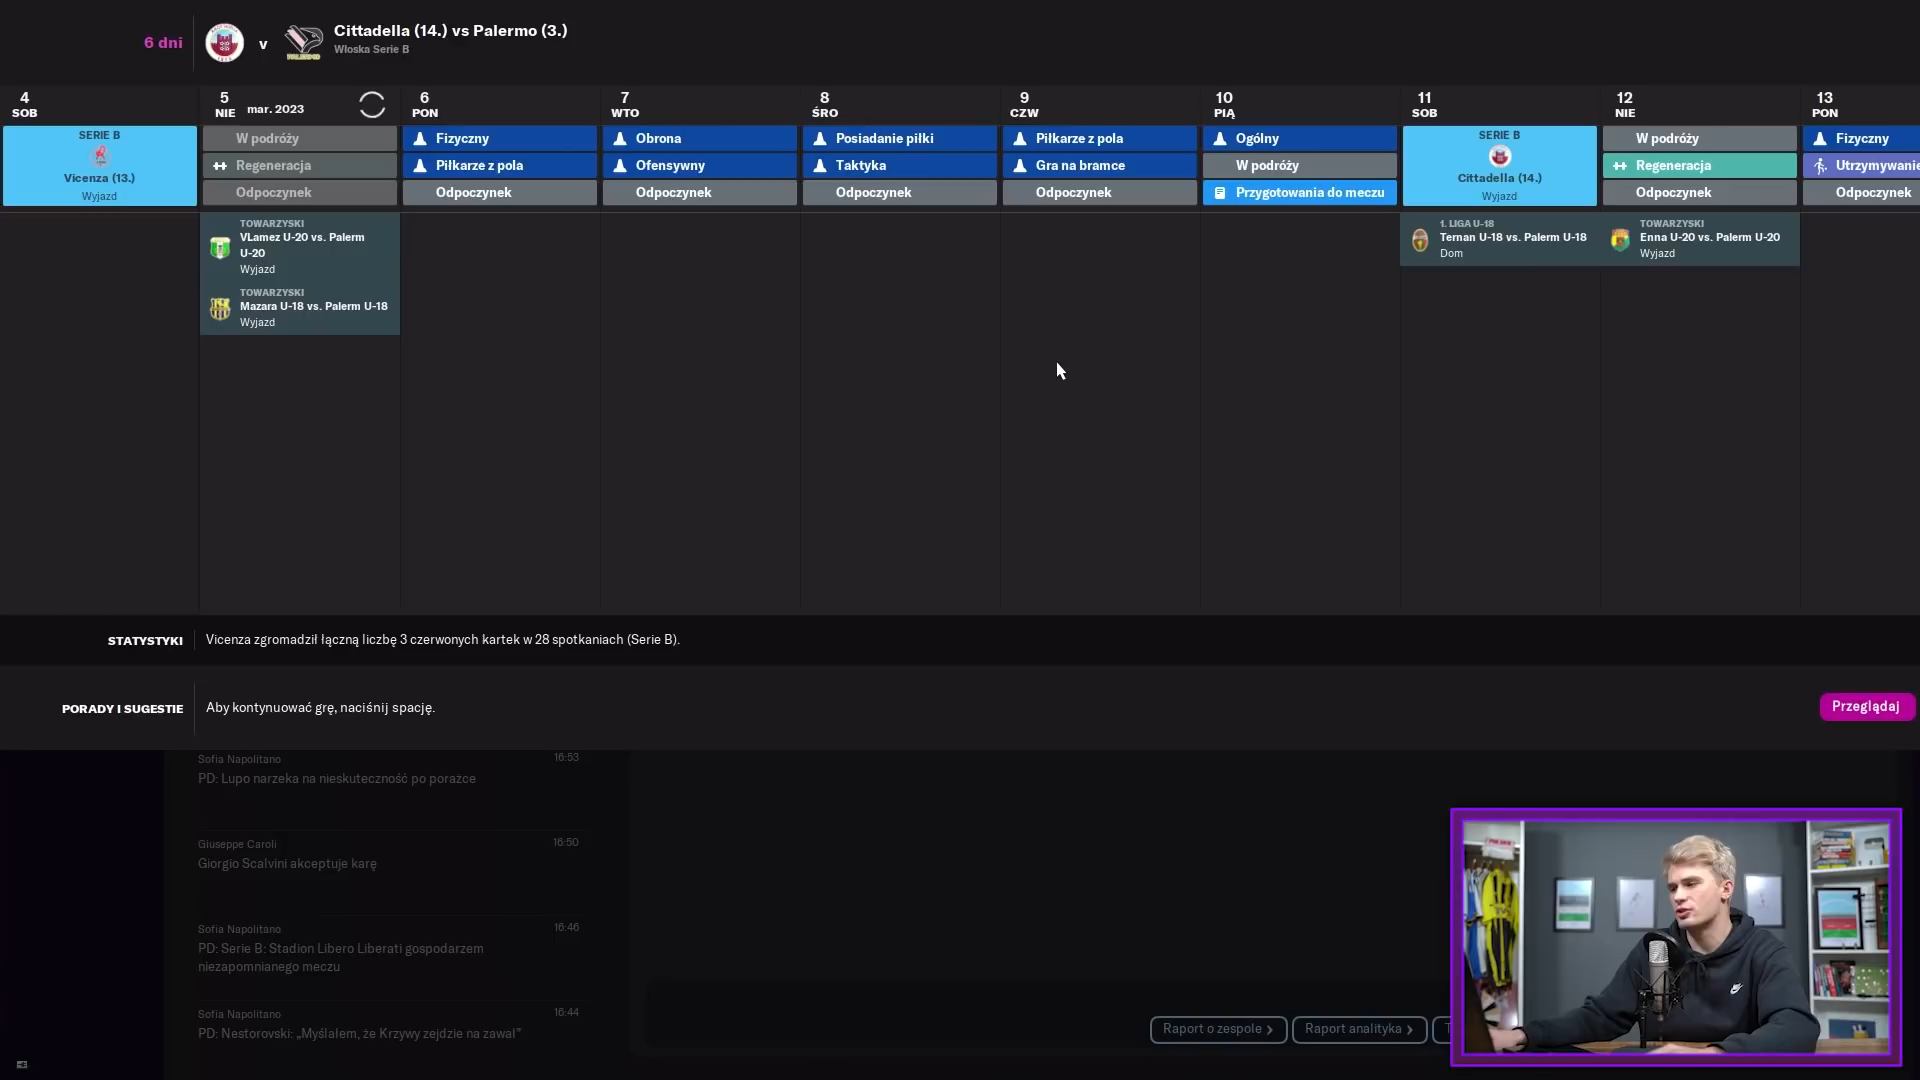 6 dni
v
Cittadella (14.) vs Palermo (3.)
Włoska Serie B
4
SOB
5
NIE mar. 2023
6
PON
7
WTO
8
ŚRO
9
CZW
10
PIĄ
11
SOB
12
NIE
13
PON
SERIE B
Vicenza (13.)
Wyjazd
W podróży
Regeneracja
Odpoczynek
Fizyczny
Piłkarze z pola
Odpoczynek
Obrona
Ofensywny
Odpoczynek
Posiadanie piłki
Taktyka
Odpoczynek
Piłkarze z pola
Gra na bramce
Odpoczynek
Ogólny
W podróży
Przygotowania do meczu
SERIE B
Cittadella (14.)
Wyjazd
W podróży
Regeneracja
Odpoczynek
Fizyczny
Utrzymywanie
Odpoczynek
TOWARZYSKI
VLamez U-20 vs. Palerm
U-20
Wyjazd
TOWARZYSKI
Mazara U-18 vs. Palerm U-18
Wyjazd
1. LIGA U-18
Ternan U-18 vs. Palerm U-18
Dom
TOWARZYSKI
Enna U-20 vs. Palerm U-20
Wyjazd
STATYSTYKI
Vicenza zgromadził łączną liczbę 3 czerwonych kartek w 28 spotkaniach (Serie B).
PORADY I SUGESTIE
Aby kontynuować grę, naciśnij spację.
Przeglądaj
Sofia Napolitano 16:53
PD: Lupo narzeka na nieskuteczność po porażce
Giuseppe Caroli 16:50
Giorgio Scalvini akceptuje karę
Sofia Napolitano 16:46
PD: Serie B: Stadion Libero Liberati gospodarzem
niezapomnianego meczu
Sofia Napolitano 16:44
PD: Nestorovski: „Myślałem, że Krzywy zejdzie na zawał”
Raport o zespole
Raport analityka